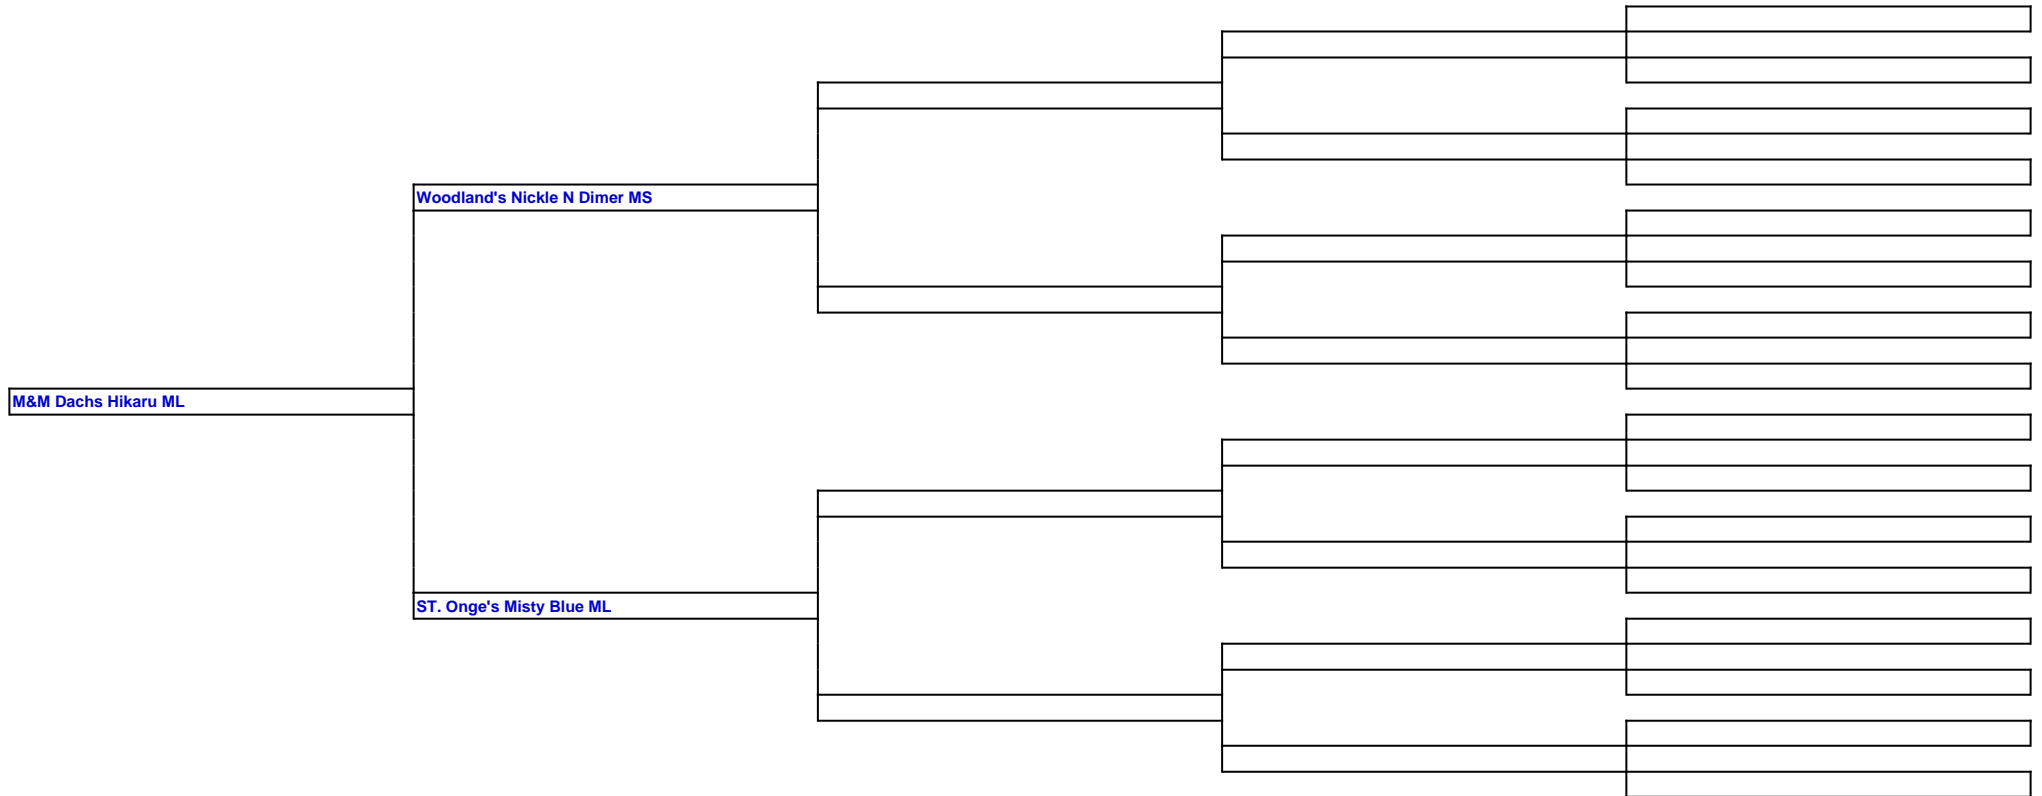 Woodland's Nickle N Dimer MS
M&M Dachs Hikaru ML
ST. Onge's Misty Blue ML